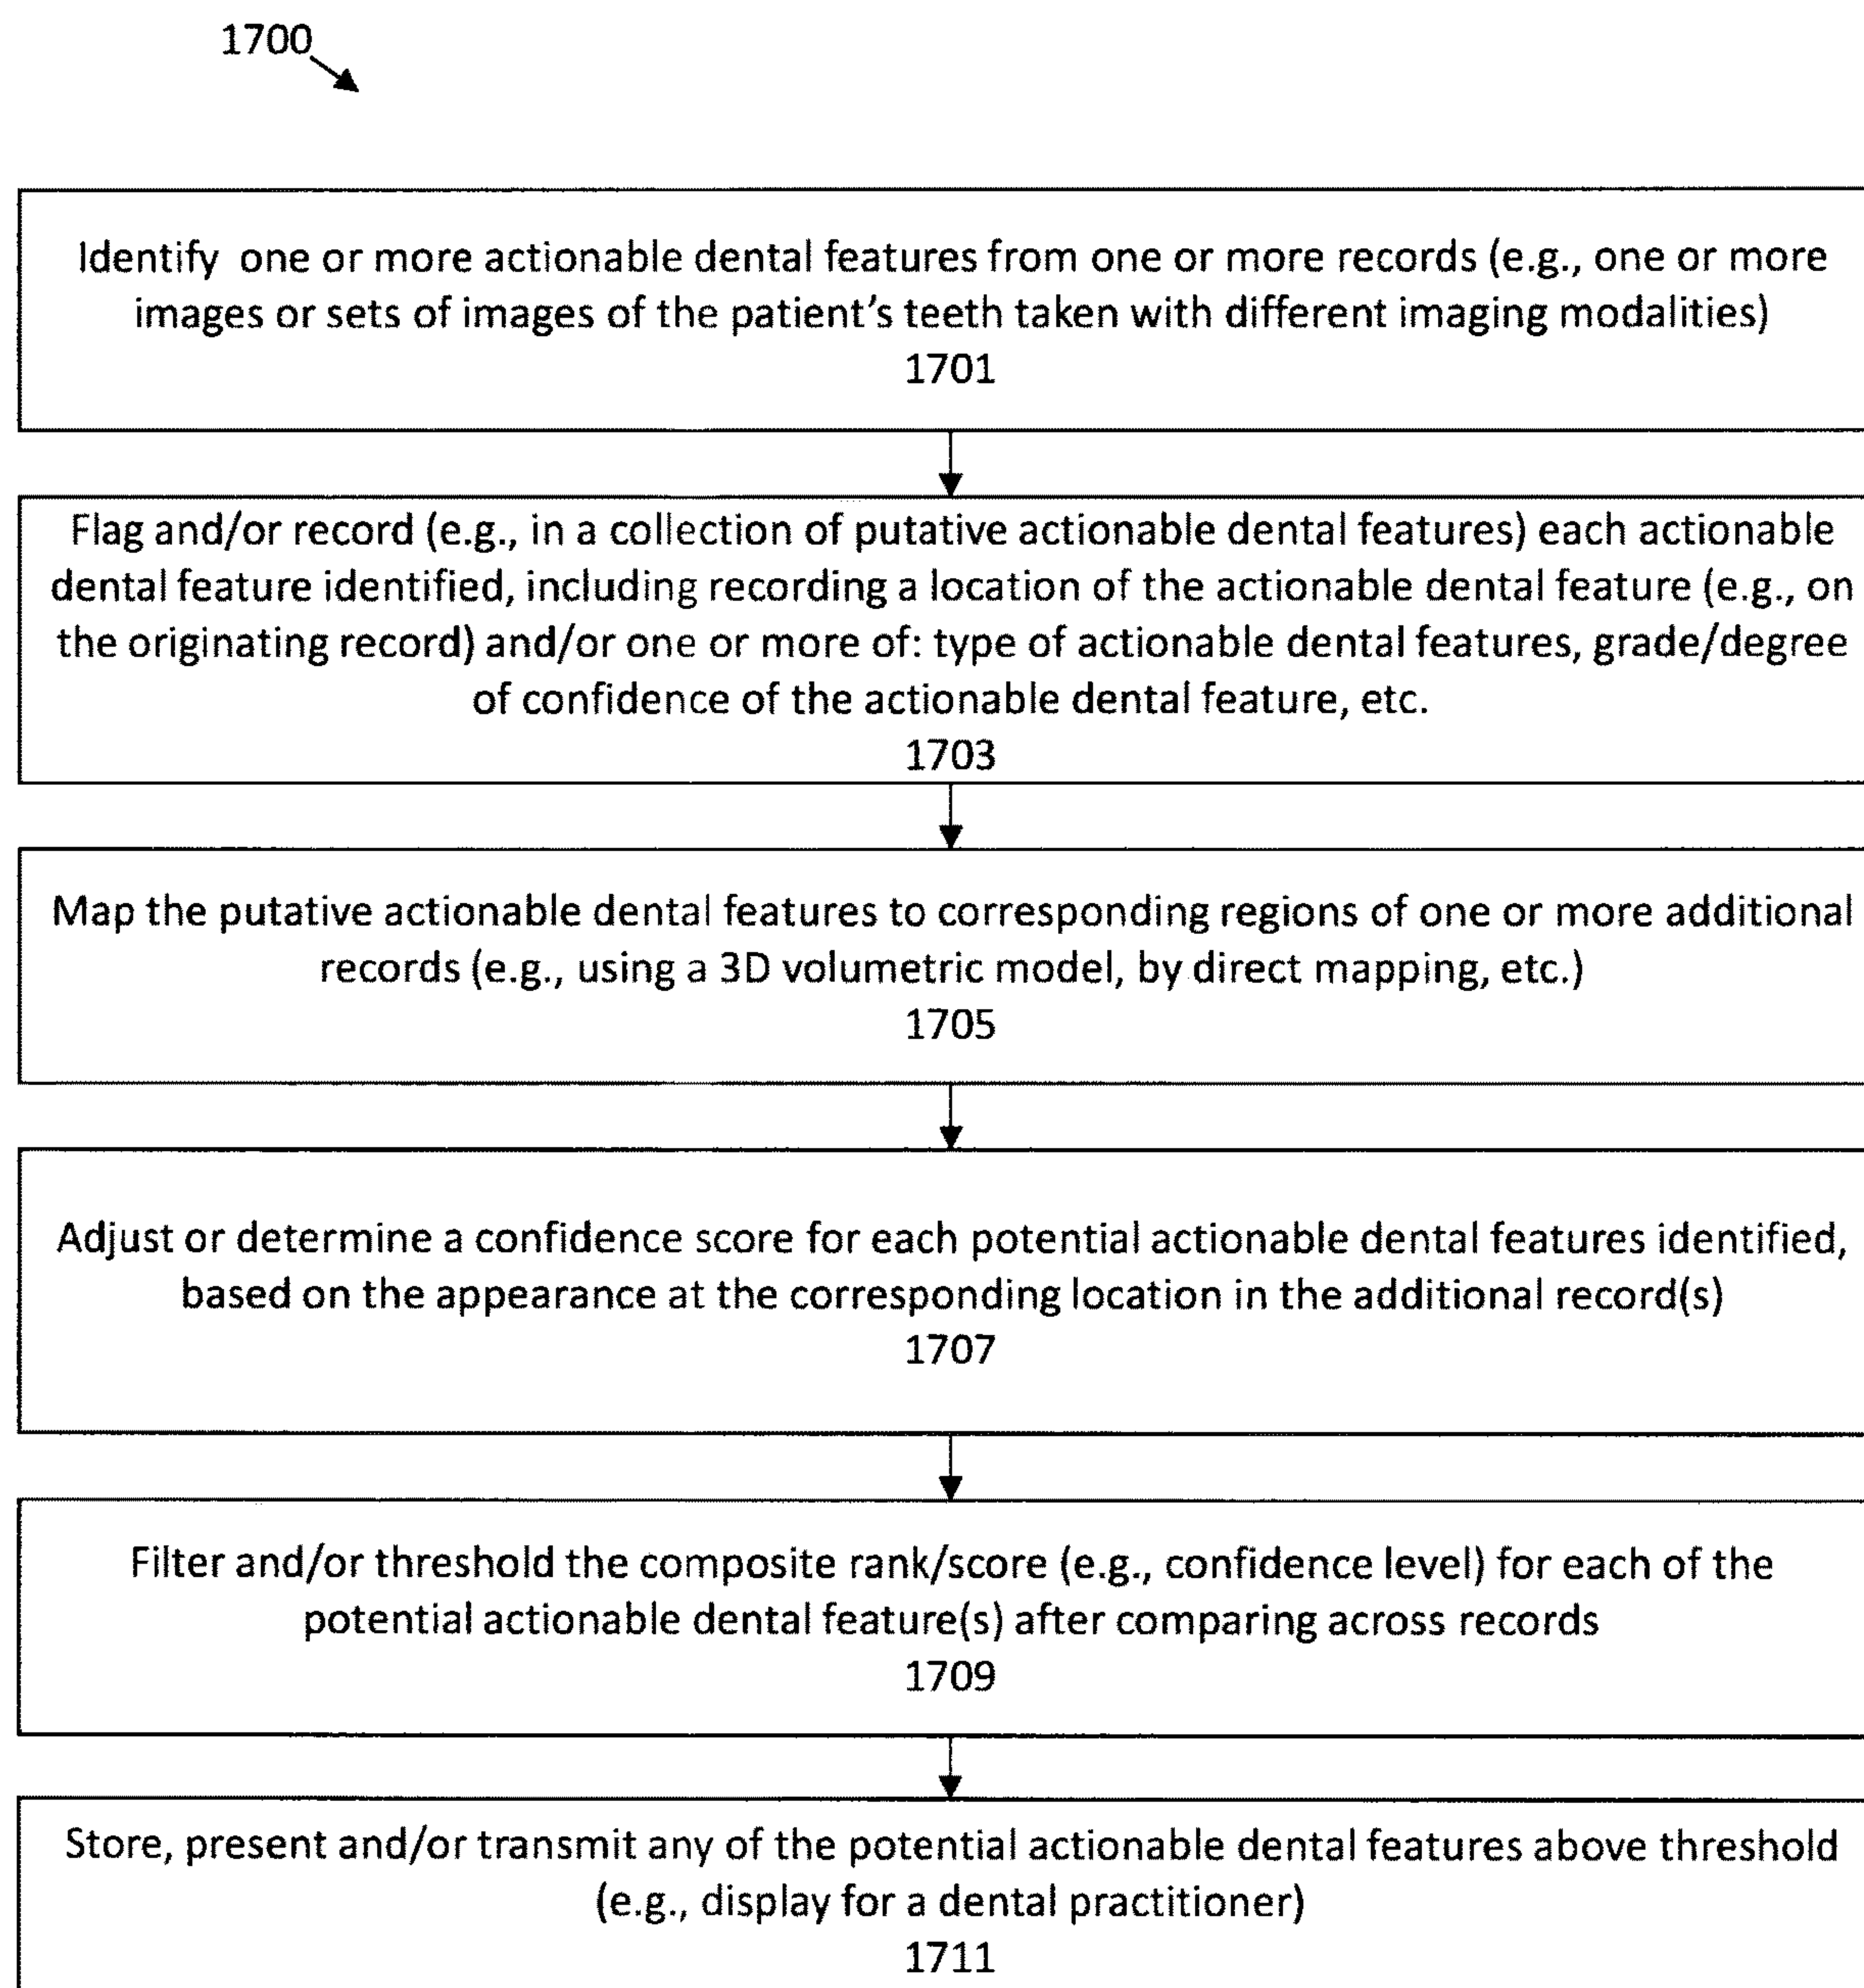 1700
Identify one or more actionable dental features from one or more records (e.g., one or more
images or sets of images of the patient's teeth taken with different imaging modalities)
1701
Flag and/or record (e.g., in a collection of putative actionable dental features) each actionable
dental feature identified, including recording a location of the actionable dental feature (e.g., on
the originating record) and/or one or more of: type of actionable dental features, grade/degree
of confidence of the actionable dental feature, etc.
1703
Map the putative actionable dental features to corresponding regions of one or more additional
records (e.g., using a 3D volumetric model, by direct mapping, etc.)
1705
Adjust or determine a confidence score for each potential actionable dental features identified,
based on the appearance at the corresponding location in the additional record(s)
1707
Filter and/or threshold the composite rank/score (e.g., confidence level) for each of the
potential actionable dental feature(s) after comparing across records
1709
Store, present and/or transmit any of the potential actionable dental features above threshold
(e.g., display for a dental practitioner)
1711